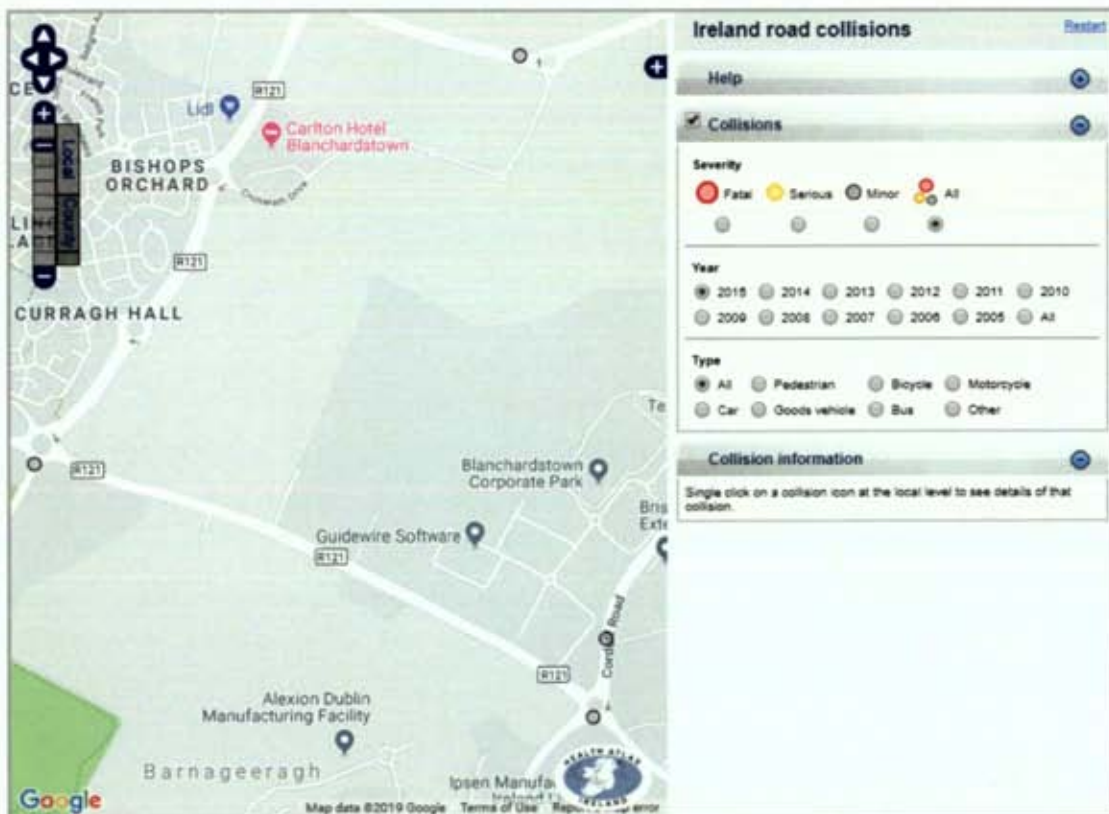 R121
Lidl
Carlton Hotel
Blanchardstown
BISHOPS
ORCHARD
Local
County
R121
CURRAGH HALL
R121
Blanchardstown
Corporate Park
Guidewire Software
R121
Road
R121
Alexion Dublin
Manufacturing Facility
Barnageeragh
HEALTH ATLAS
IRELAND
Google
Map data ©2019 Google Terms of Use
Ireland road collisions
Restart
Help
Collisions
Severity
Fatal Serious Minor All
Year
2015 2014 2013 2012 2011 2010
2009 2008 2007 2006 2005 All
Type
All Pedestrian Bicycle Motorcycle
Car Goods vehicle Bus Other
Collision information
Single click on a collision icon at the local level to see details of that
collision.